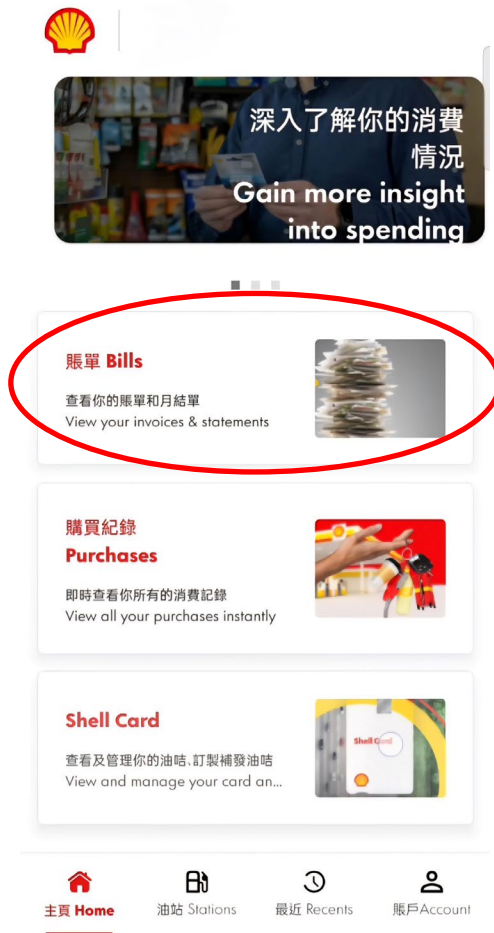 深入了解你的消費
情況
Gain more insight
into spending
賬單 Bills
查看你的賬單和月結單
View your invoices & statements
購買紀錄
Purchases
即時查看你所有的消費記錄
View all your purchases instantly
Shell Card
查看及管理你的油咭､訂製補發油咭
View and manage your card an...
Shell Card
主頁 Home
油站 Stations
最近 Recents
賬戶Account